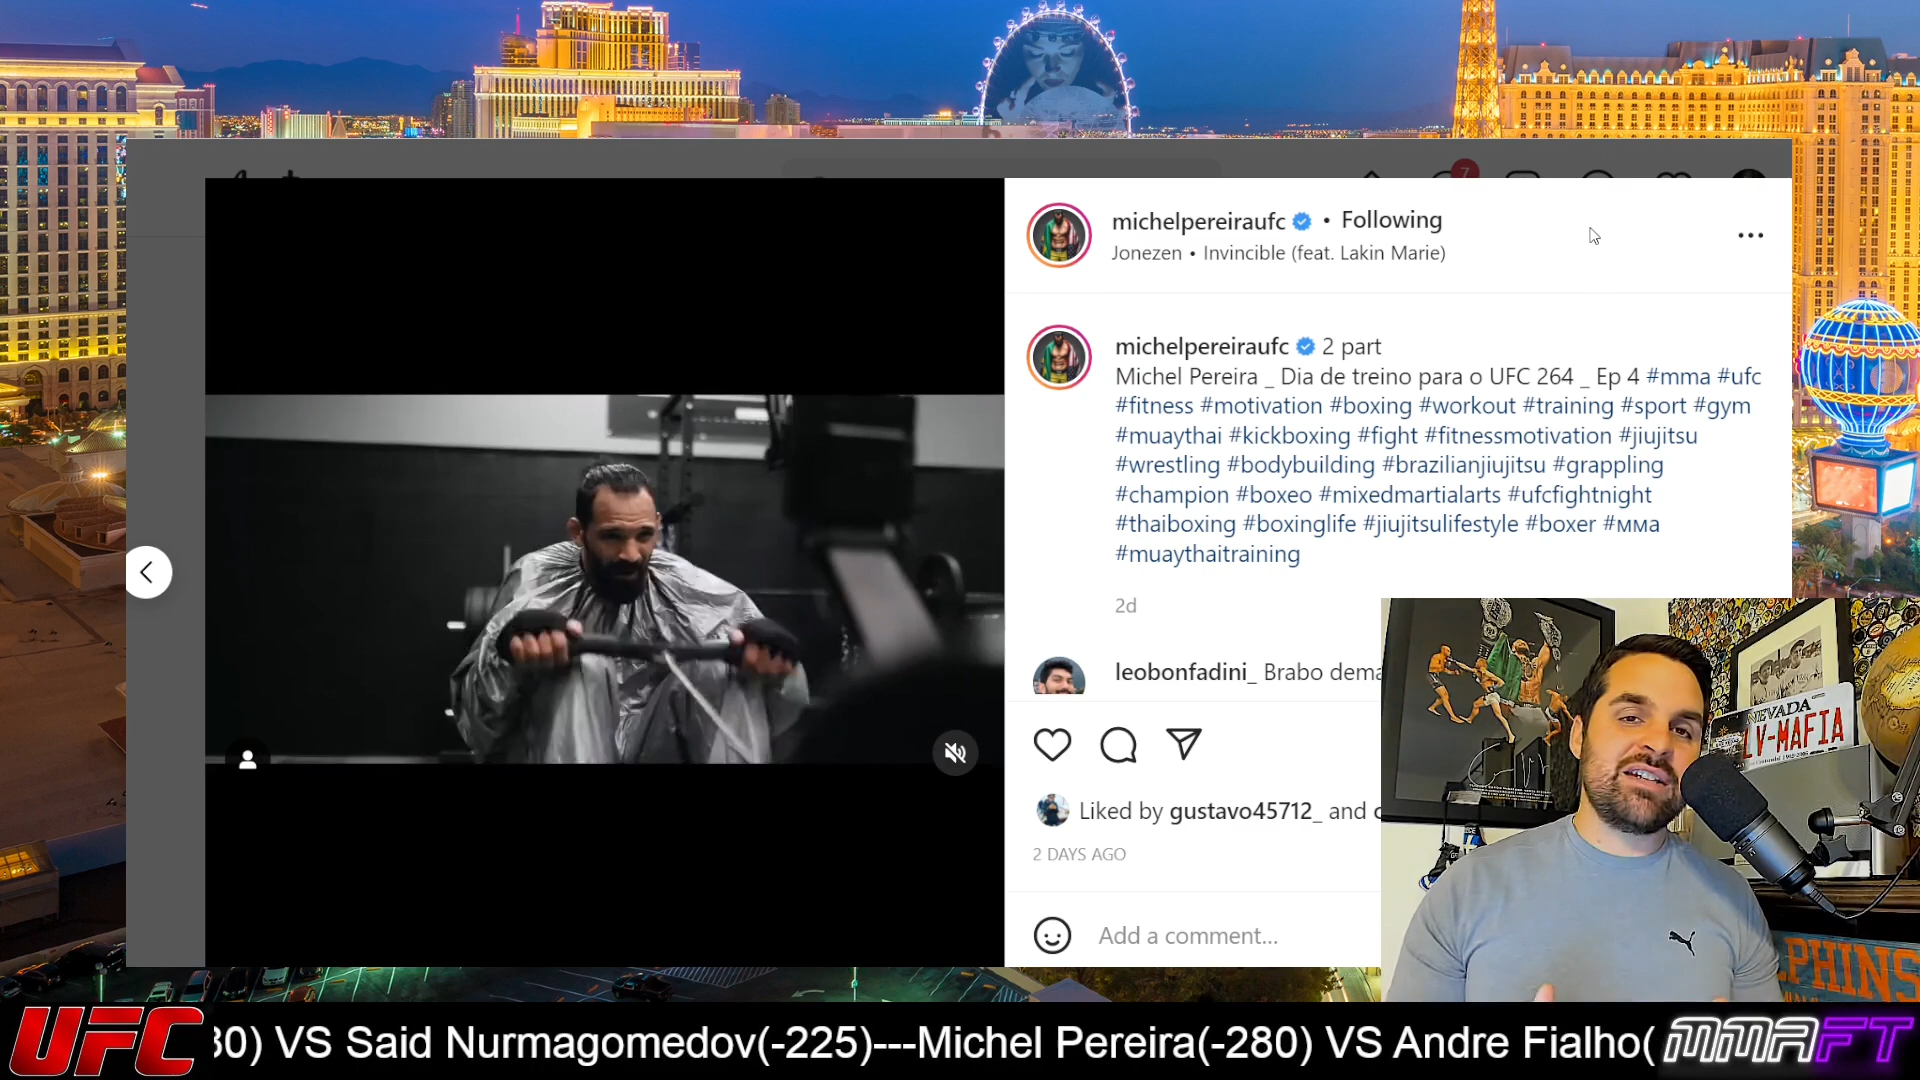 7
michelpereiraufc • Following
Jonezen • Invincible (feat. Lakin Marie)
michelpereiraufc 2 part
Michel Pereira _ Dia de treino para o UFC 264 _ Ep 4 #mma #ufc
#fitness #motivation #boxing #workout #training #sport #gym
#muaythai #kickboxing #fight #fitnessmotivation #jiujitsu
#wrestling #bodybuilding #brazilianjiujitsu #grappling
#champion #boxeo #mixedmartialarts #ufcfightnight
#thaiboxing #boxinglife #jiujitsulifestyle #boxer #мма
#muaythaitraining
2d
leobonfadini_ Brabo dema
Liked by gustavo45712_ and
2 DAYS AGO
Add a comment...
NEVADA
LV-MAFIA
PHINS
UFC
30) VS Said Nurmagomedov(-225)---Michel Pereira(-280) VS Andre Fialho(
MMAFT